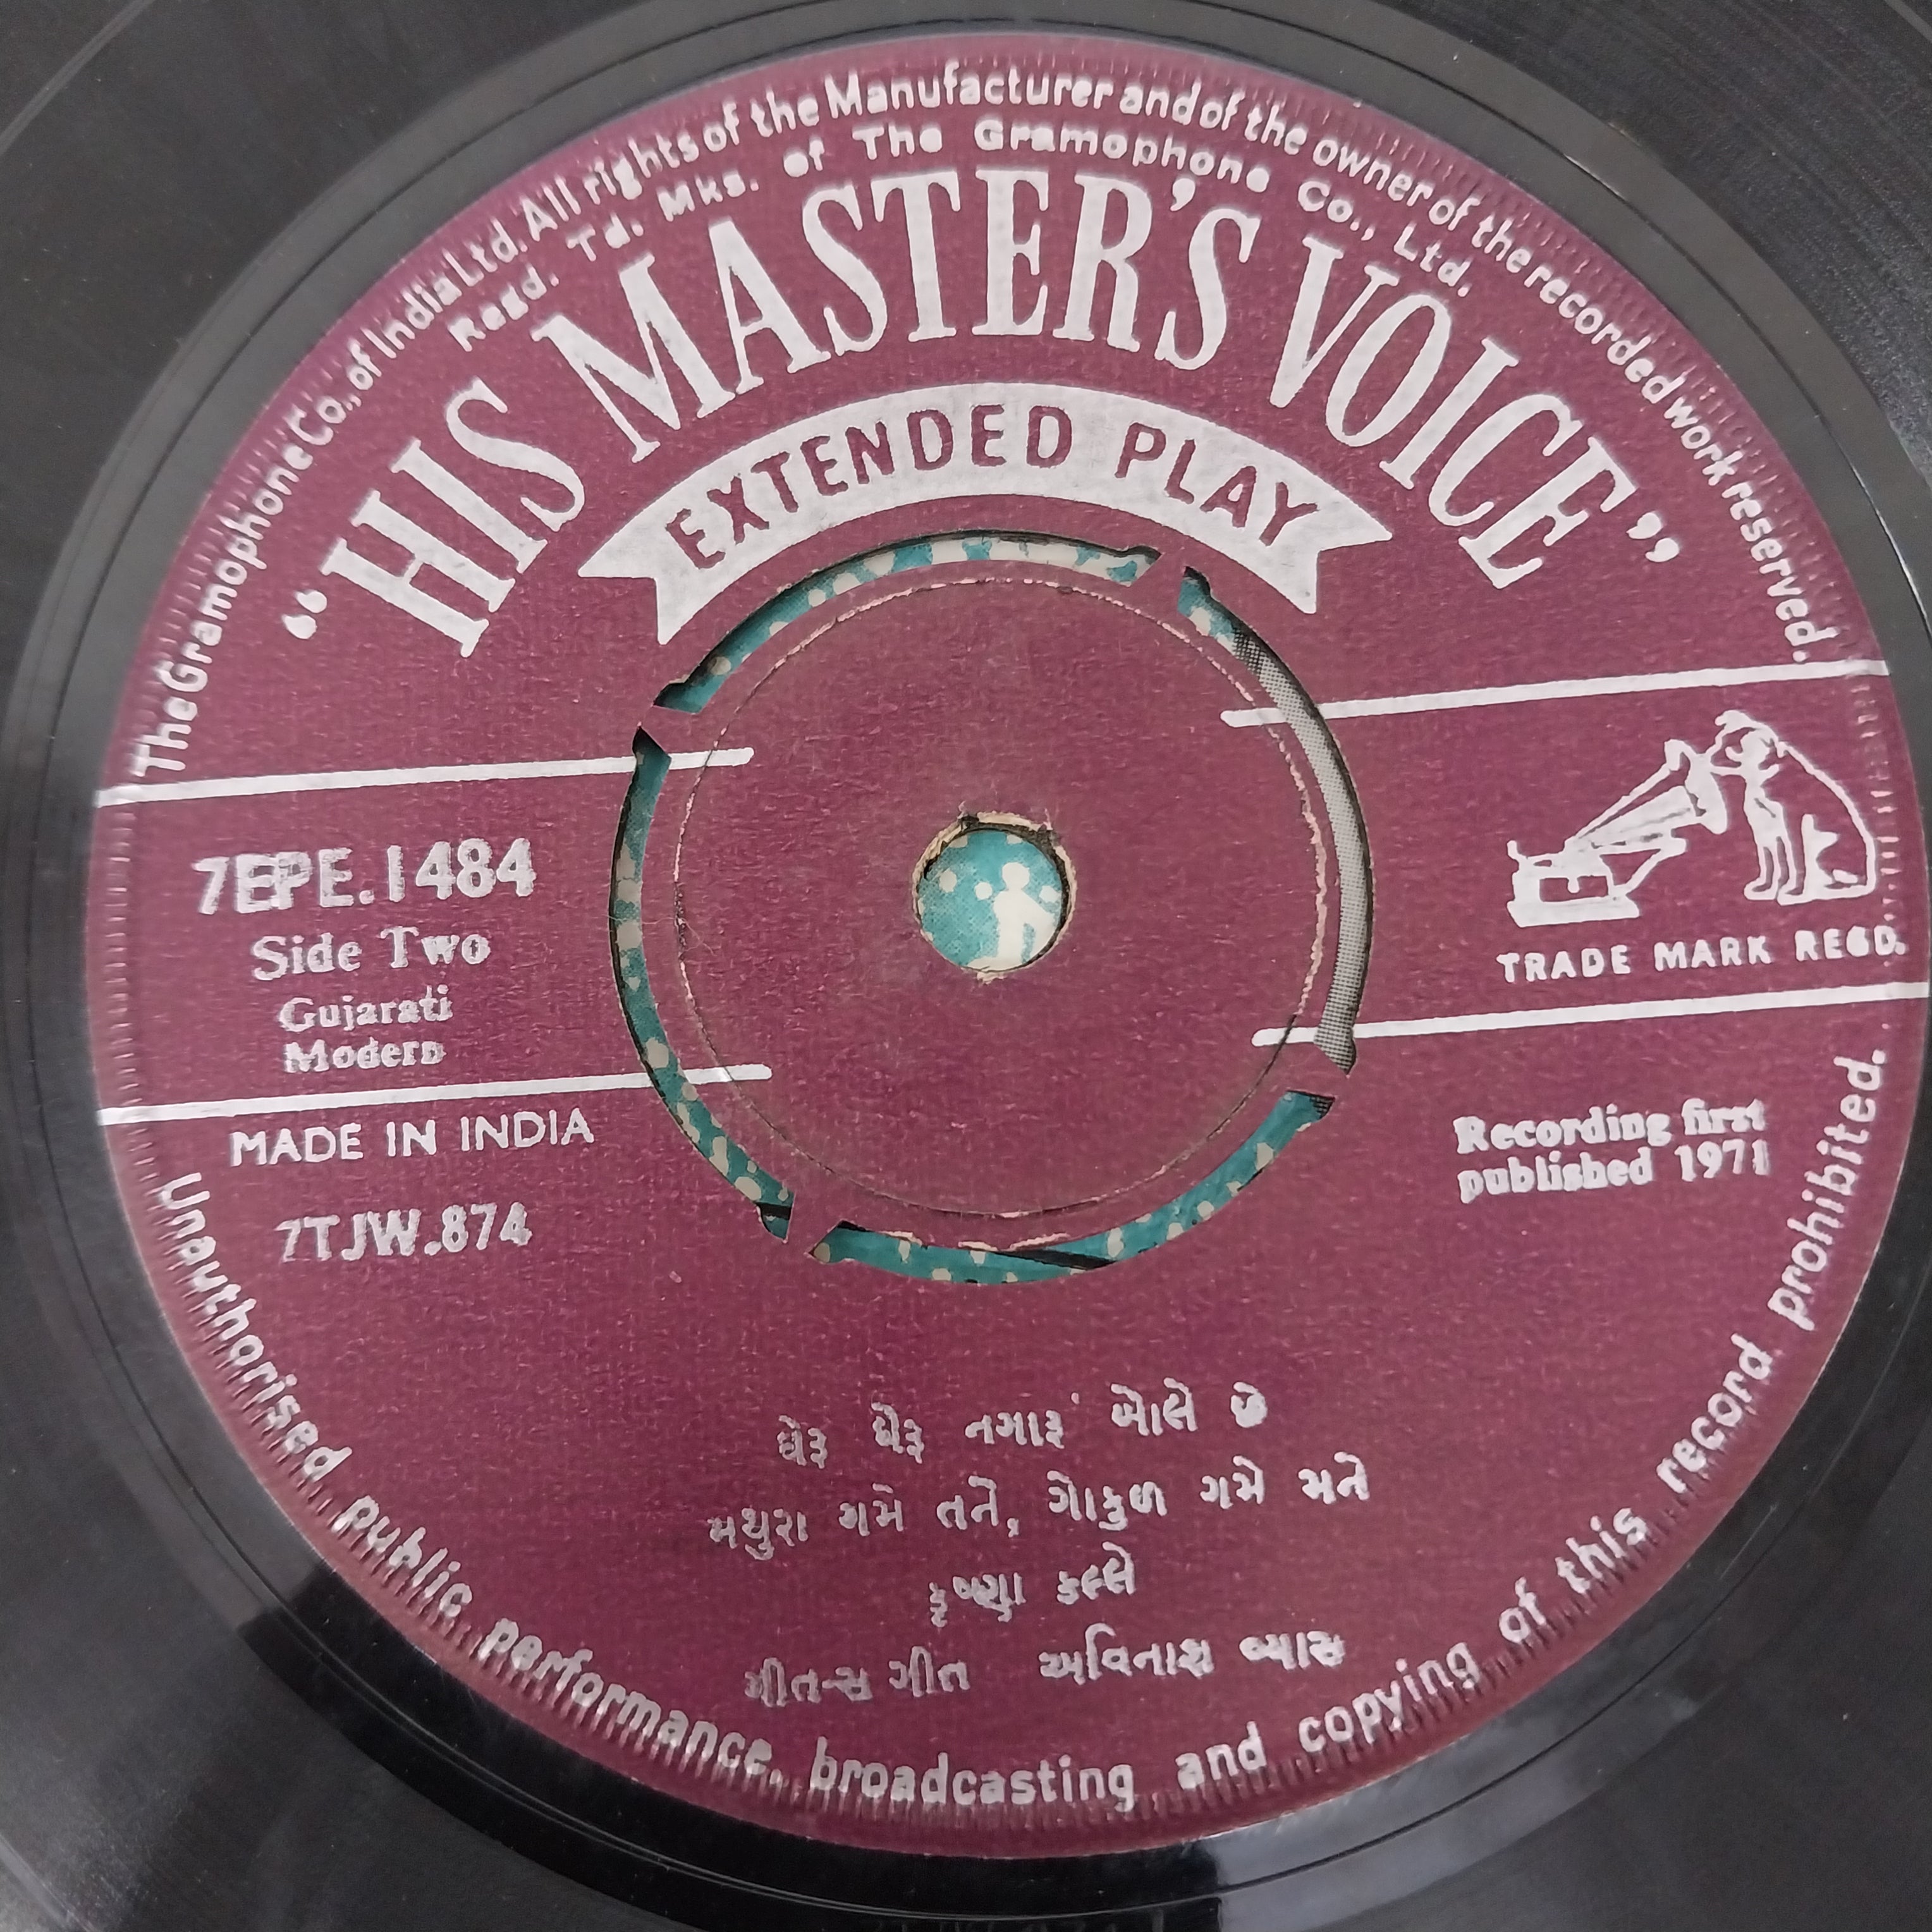 The Gramophone Co., of India Ltd. All rights of the Manufacturer and of the owner of the recorded work reserved.
Regd. Td. Mks. of The Gramophone Co., Ltd.
“HIS MASTER'S VOICE”
EXTENDED PLAY
7EPE.1484
Side Two
Gujarati
Modern
TRADE MARK REGD.
MADE IN INDIA
7TJW.874
Recording first
published 1971
ઘેરૂ ઘેરૂ નગારૂં બોલે છે
મથુરા ગમે તને, ગોકુળ ગમે મને
કૃષ્ણા કલ્લે
ગીત-સંગીત અવિનાશ વ્યાસ
Unauthorised public performance, broadcasting and copying of this record prohibited.